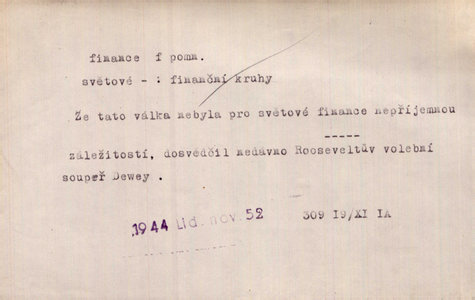 finance f pomn.
světové - : finanční kruhy
Že tato válka nebyla pro světové finance nepříjemnou
-----
záležitostí, dosvědčil nedávno Rooseveltův volební
soupeř Dewey .
1944 Lid. nov. 52 309 19/XI IA